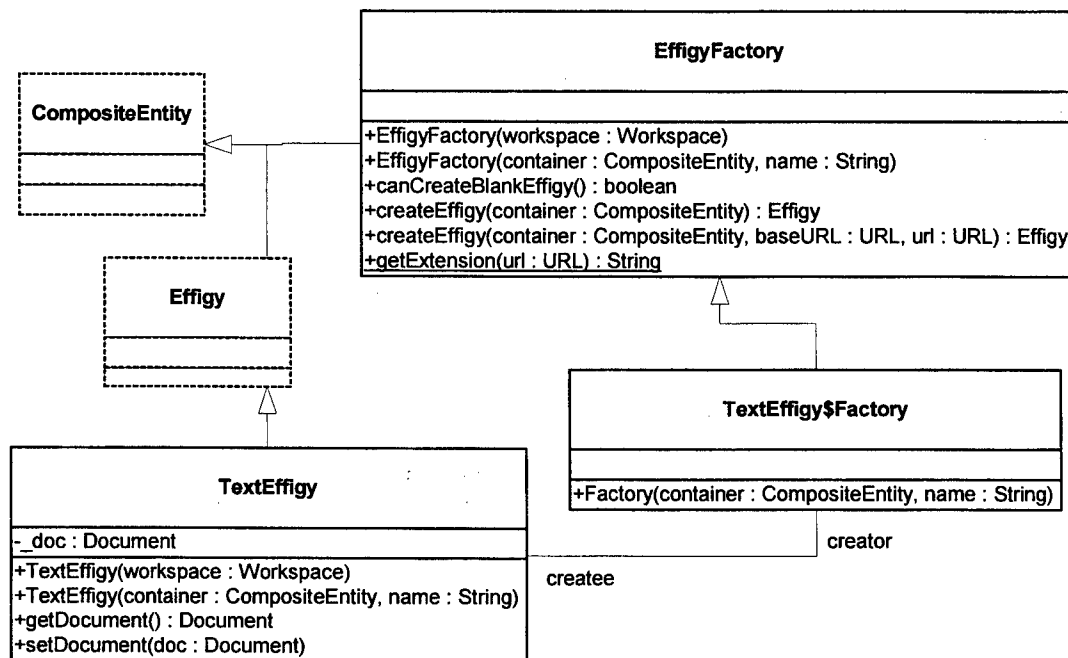 EffigyFactory
+EffigyFactory(workspace : Workspace)
+EffigyFactory(container : CompositeEntity, name : String)
+canCreateBlankEffigy() : boolean
+createEffigy(container : CompositeEntity) : Effigy
+createEffigy(container : CompositeEntity, baseURL : URL, url : URL) : Effigy
+getExtension(url : URL) : String
CompositeEntity
Effigy
TextEffigy$Factory
+Factory(container : CompositeEntity, name : String)
TextEffigy
-_doc : Document
+TextEffigy(workspace : Workspace)
+TextEffigy(container : CompositeEntity, name : String)
+getDocument() : Document
+setDocument(doc : Document)
creator
createe